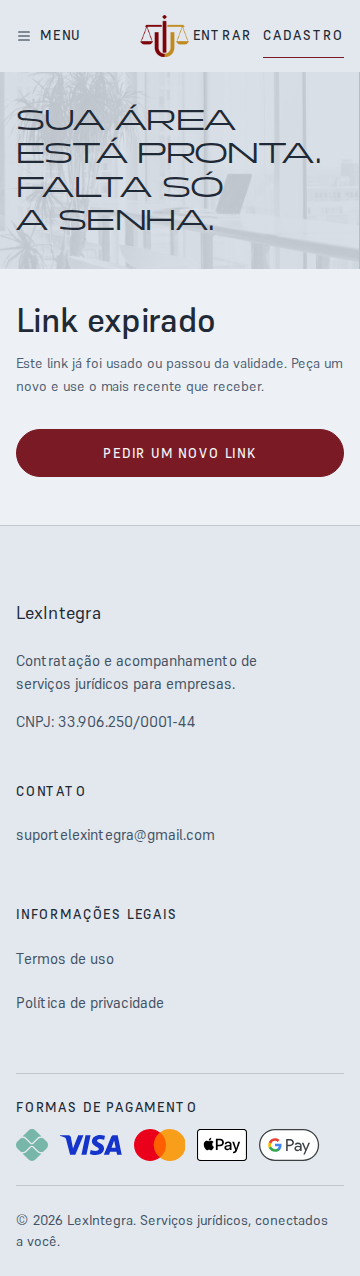 MENU
ENTRAR
CADASTRO
SUA ÁREA
ESTÁ PRONTA.
FALTA SÓ
A SENHA.
Link expirado
Este link já foi usado ou passou da validade. Peça um
novo e use o mais recente que receber.
PEDIR UM NOVO LINK
LexIntegra
Contratação e acompanhamento de
serviços jurídicos para empresas.
CNPJ: 33.906.250/0001-44
CONTATO
suportelexintegra@gmail.com
INFORMAÇÕES LEGAIS
Termos de uso
Política de privacidade
FORMAS DE PAGAMENTO
VISA
Pay
G Pay
© 2026 LexIntegra. Serviços jurídicos, conectados
a você.